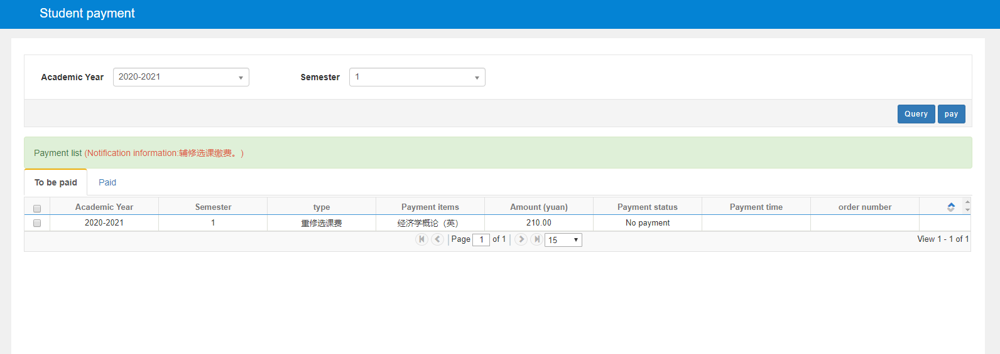 Student payment
Academic Year 2020-2021 Semester 1
Query pay
Payment list (Notification information:辅修选课缴费。)
To be paid Paid
Academic Year Semester type Payment items Amount (yuan) Payment status Payment time order number
2020-2021 1 重修选课费 经济学概论（英） 210.00 No payment
Page 1 of 1 15 View 1 - 1 of 1